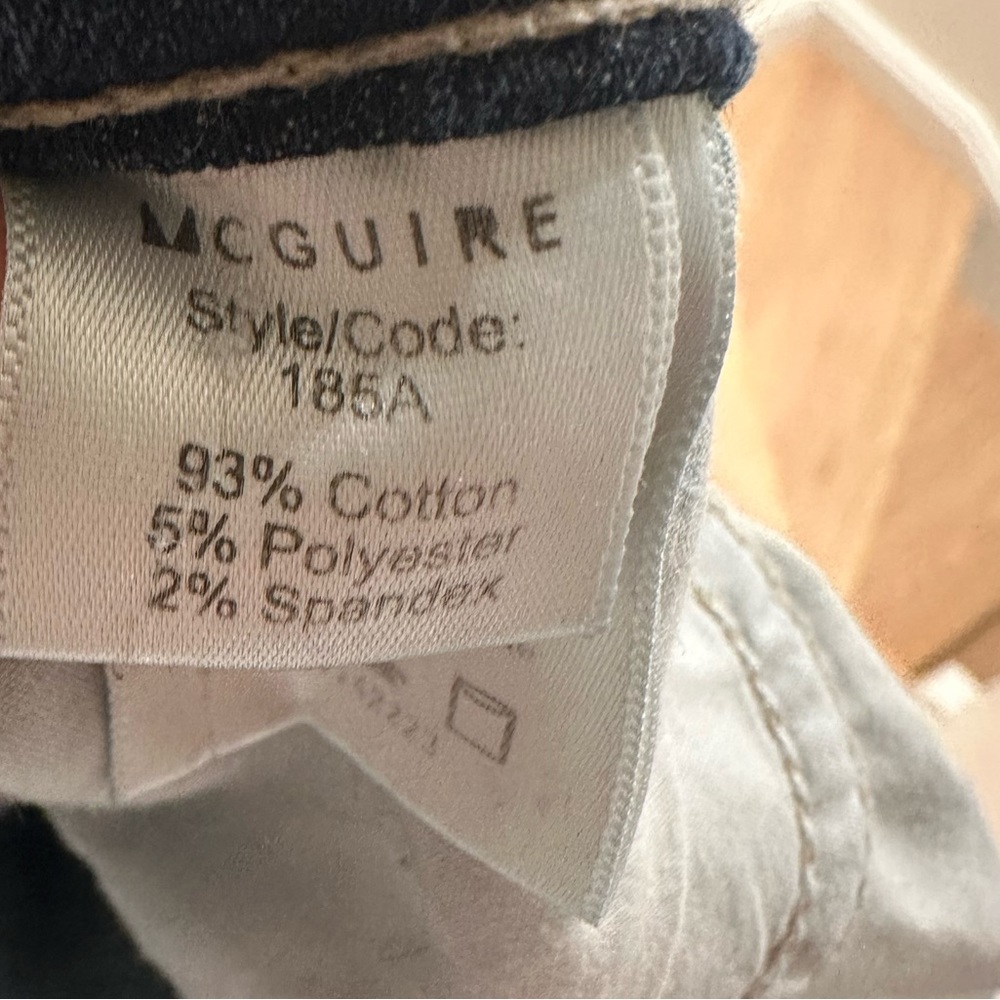 MCGUIRE
Style/Code:
185A
93% Cotton
5% Polyester
2% Spandex